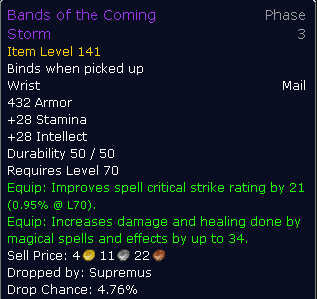 Bands of the Coming Phase
Storm 3
Item Level 141
Binds when picked up
Wrist Mail
432 Armor
+28 Stamina
+28 Intellect
Durability 50 / 50
Requires Level 70
Equip: Improves spell critical strike rating by 21
(0.95% @ L70).
Equip: Increases damage and healing done by
magical spells and effects by up to 34.
Sell Price: 4 11 22
Dropped by: Supremus
Drop Chance: 4.76%